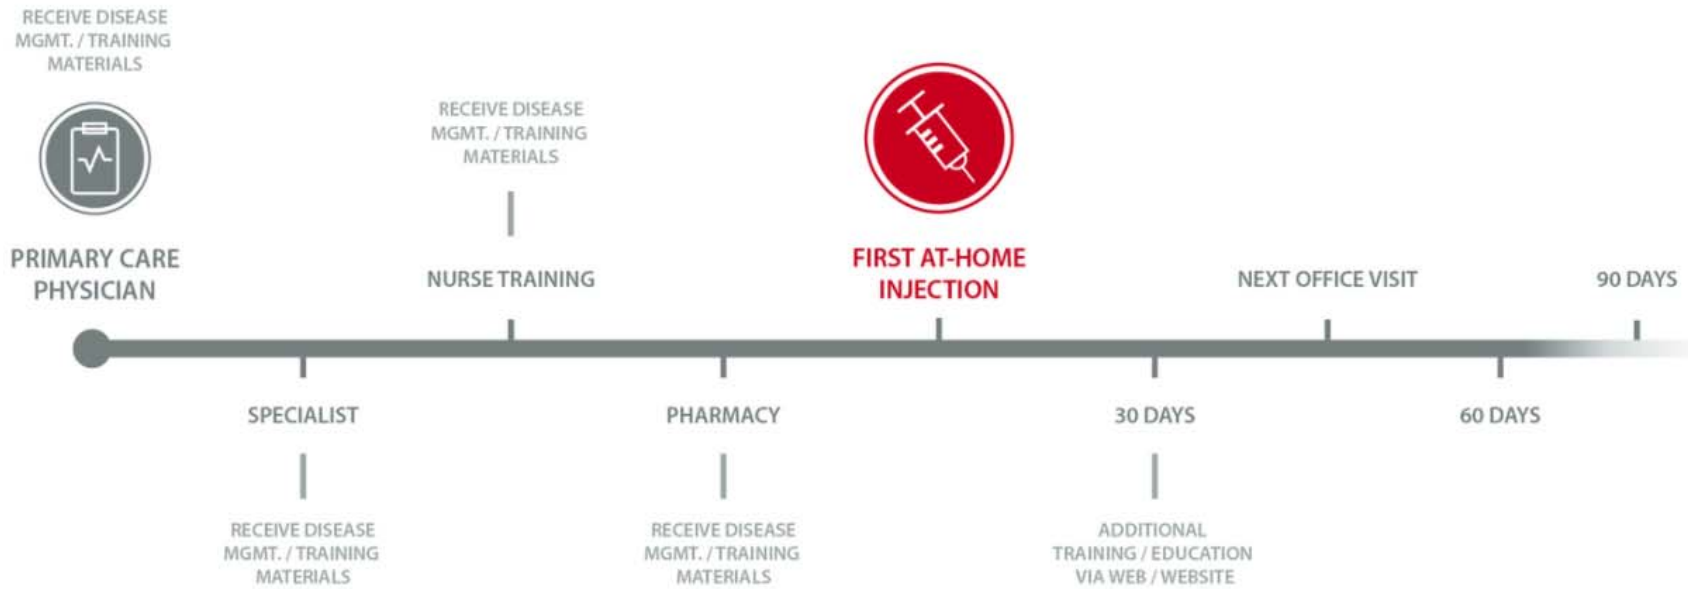 RECEIVE DISEASE
MGMT. / TRAINING
MATERIALS
PRIMARY CARE
PHYSICIAN
SPECIALIST
RECEIVE DISEASE
MGMT. / TRAINING
MATERIALS
RECEIVE DISEASE
MGMT. / TRAINING
MATERIALS
NURSE TRAINING
PHARMACY
RECEIVE DISEASE
MGMT. / TRAINING
MATERIALS
FIRST AT-HOME
INJECTION
30 DAYS
ADDITIONAL
TRAINING / EDUCATION
VIA WEB / WEBSITE
NEXT OFFICE VISIT
60 DAYS
90 DAYS